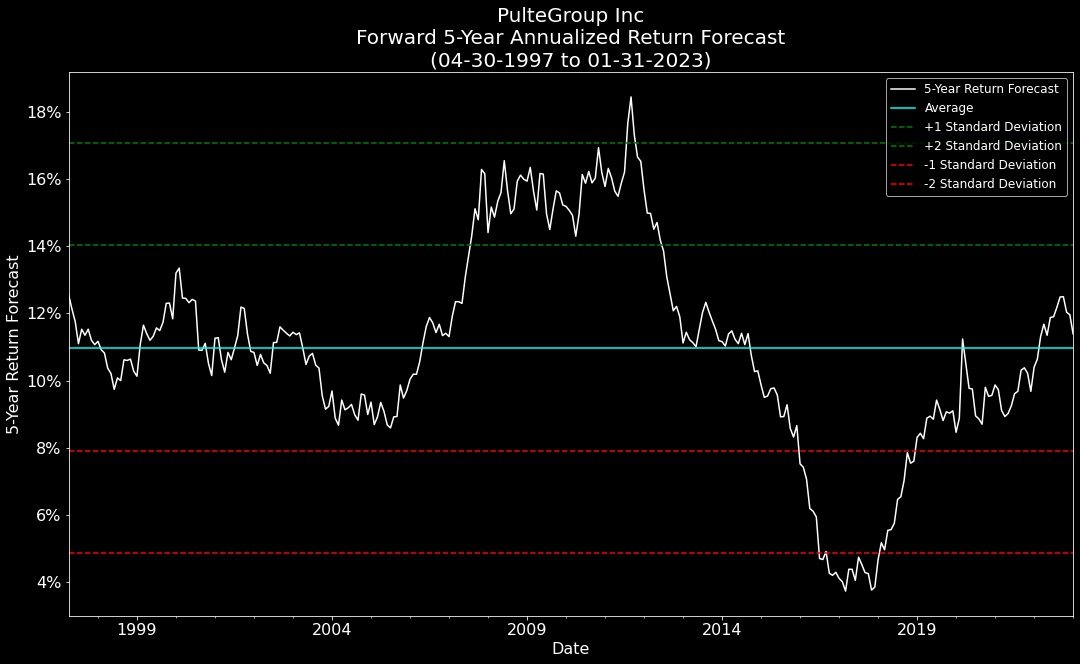 PulteGroup Inc
Forward 5-Year Annualized Return Forecast
(04-30-1997 to 01-31-2023)
5-Year Return Forecast
Average
+1 Standard Deviation
+2 Standard Deviation
-1 Standard Deviation
-2 Standard Deviation
5-Year Return Forecast
18%
16%
14%
12%
10%
8%
6%
4%
1999
2004
2009
2014
2019
Date